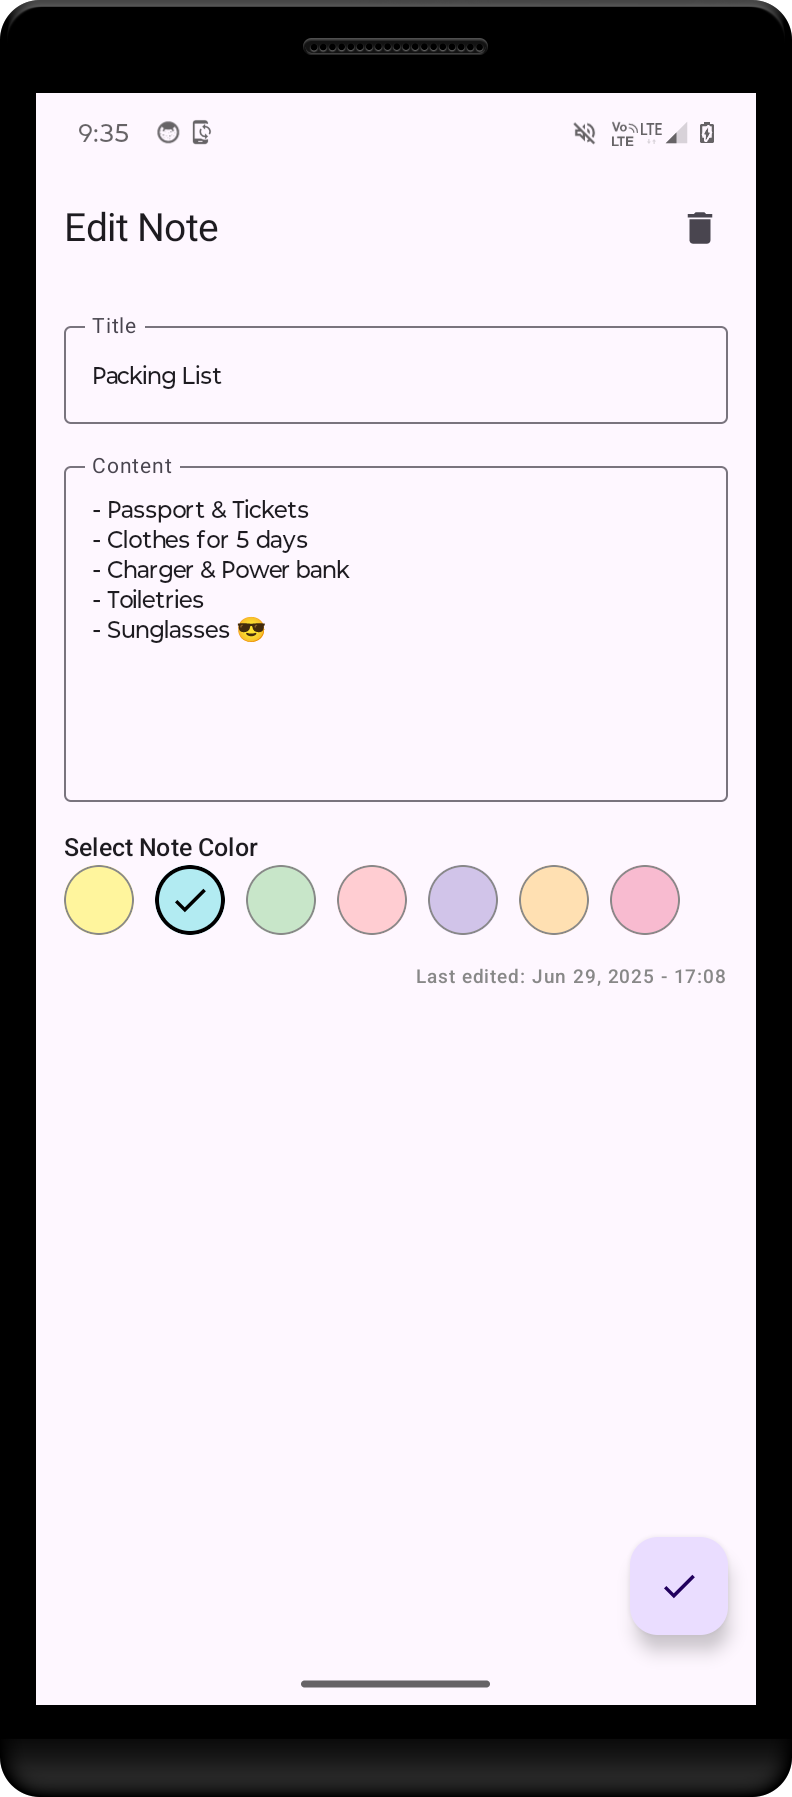 9:35
Vo LTE
LTE
Edit Note
Title
Packing List
Content
- Passport & Tickets
- Clothes for 5 days
- Charger & Power bank
- Toiletries
- Sunglasses 😎
Select Note Color
Last edited: Jun 29, 2025 - 17:08